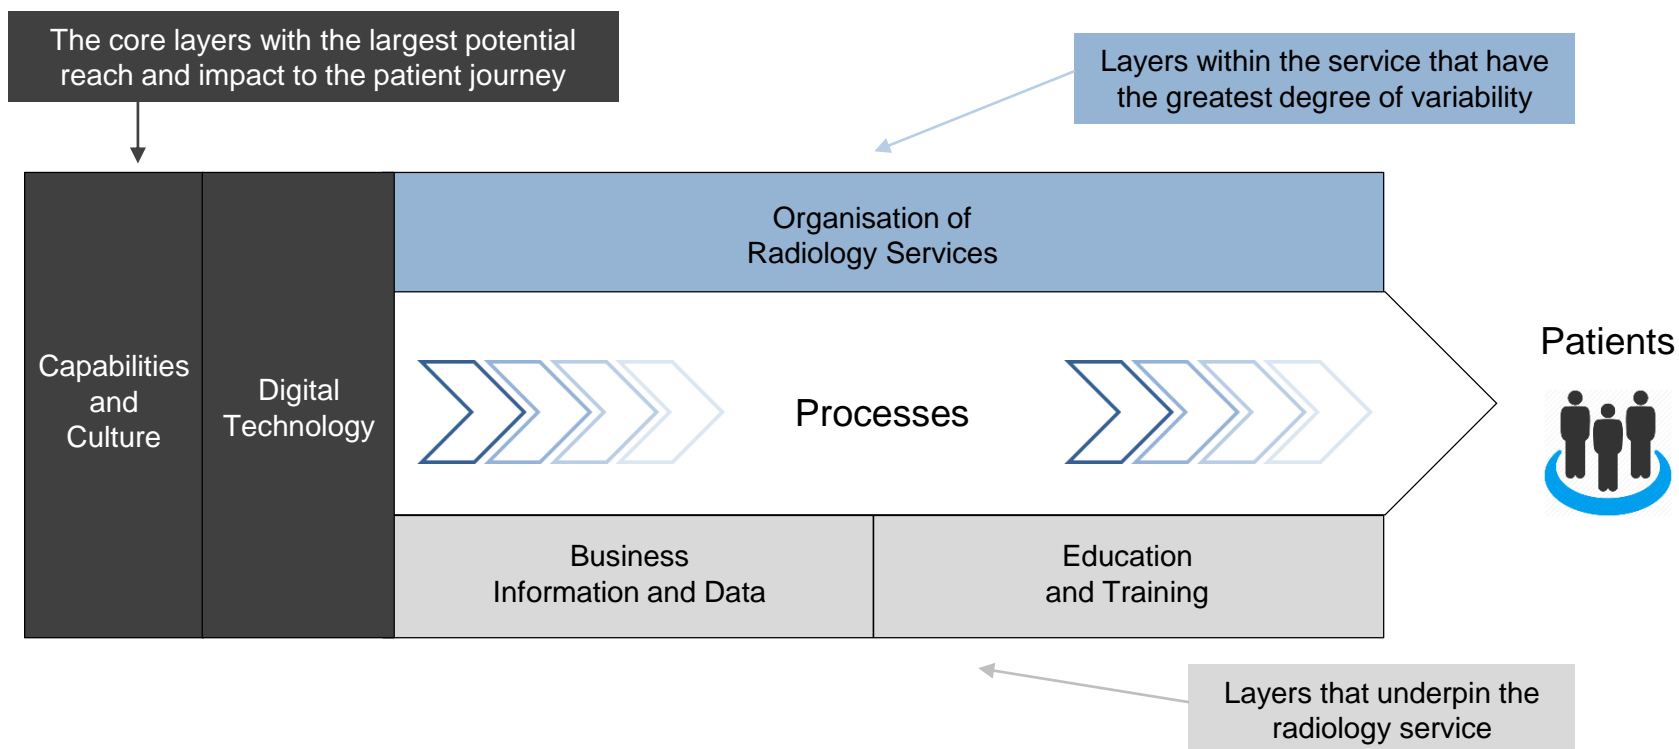 The core layers with the largest potential
reach and impact to the patient journey
Layers within the service that have
the greatest degree of variability
Organisation of
Radiology Services
Capabilities
and
Culture
Digital
Technology
Processes
Patients
Business
Information and Data
Education
and Training
Layers that underpin the
radiology service